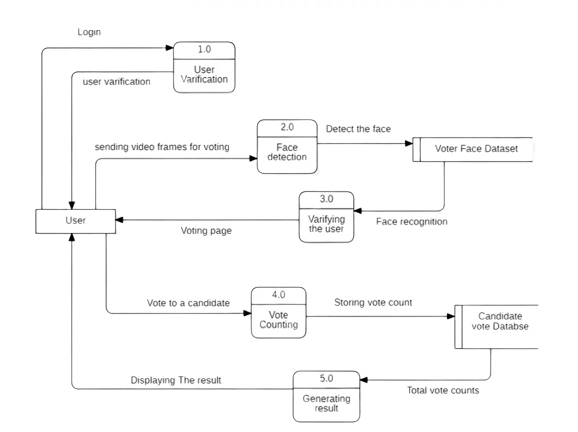 Login
1.0
User
Varification
user varification
2.0
Face
detection
sending video frames for voting
Detect the face
Voter Face Dataset
3.0
Varifying
the user
Face recognition
User
Voting page
4.0
Vote
Counting
Vote to a candidate
Storing vote count
Candidate
vote Databse
5.0
Generating
result
Displaying The result
Total vote counts